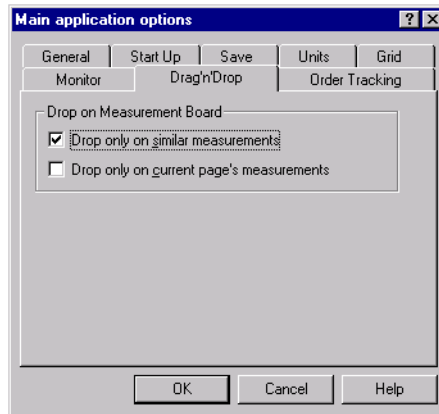 Main application options
General Start Up Save Units Grid
Monitor Drag'n'Drop Order Tracking
Drop on Measurement Board
Drop only on similar measurements
Drop only on current page's measurements
OK Cancel Help